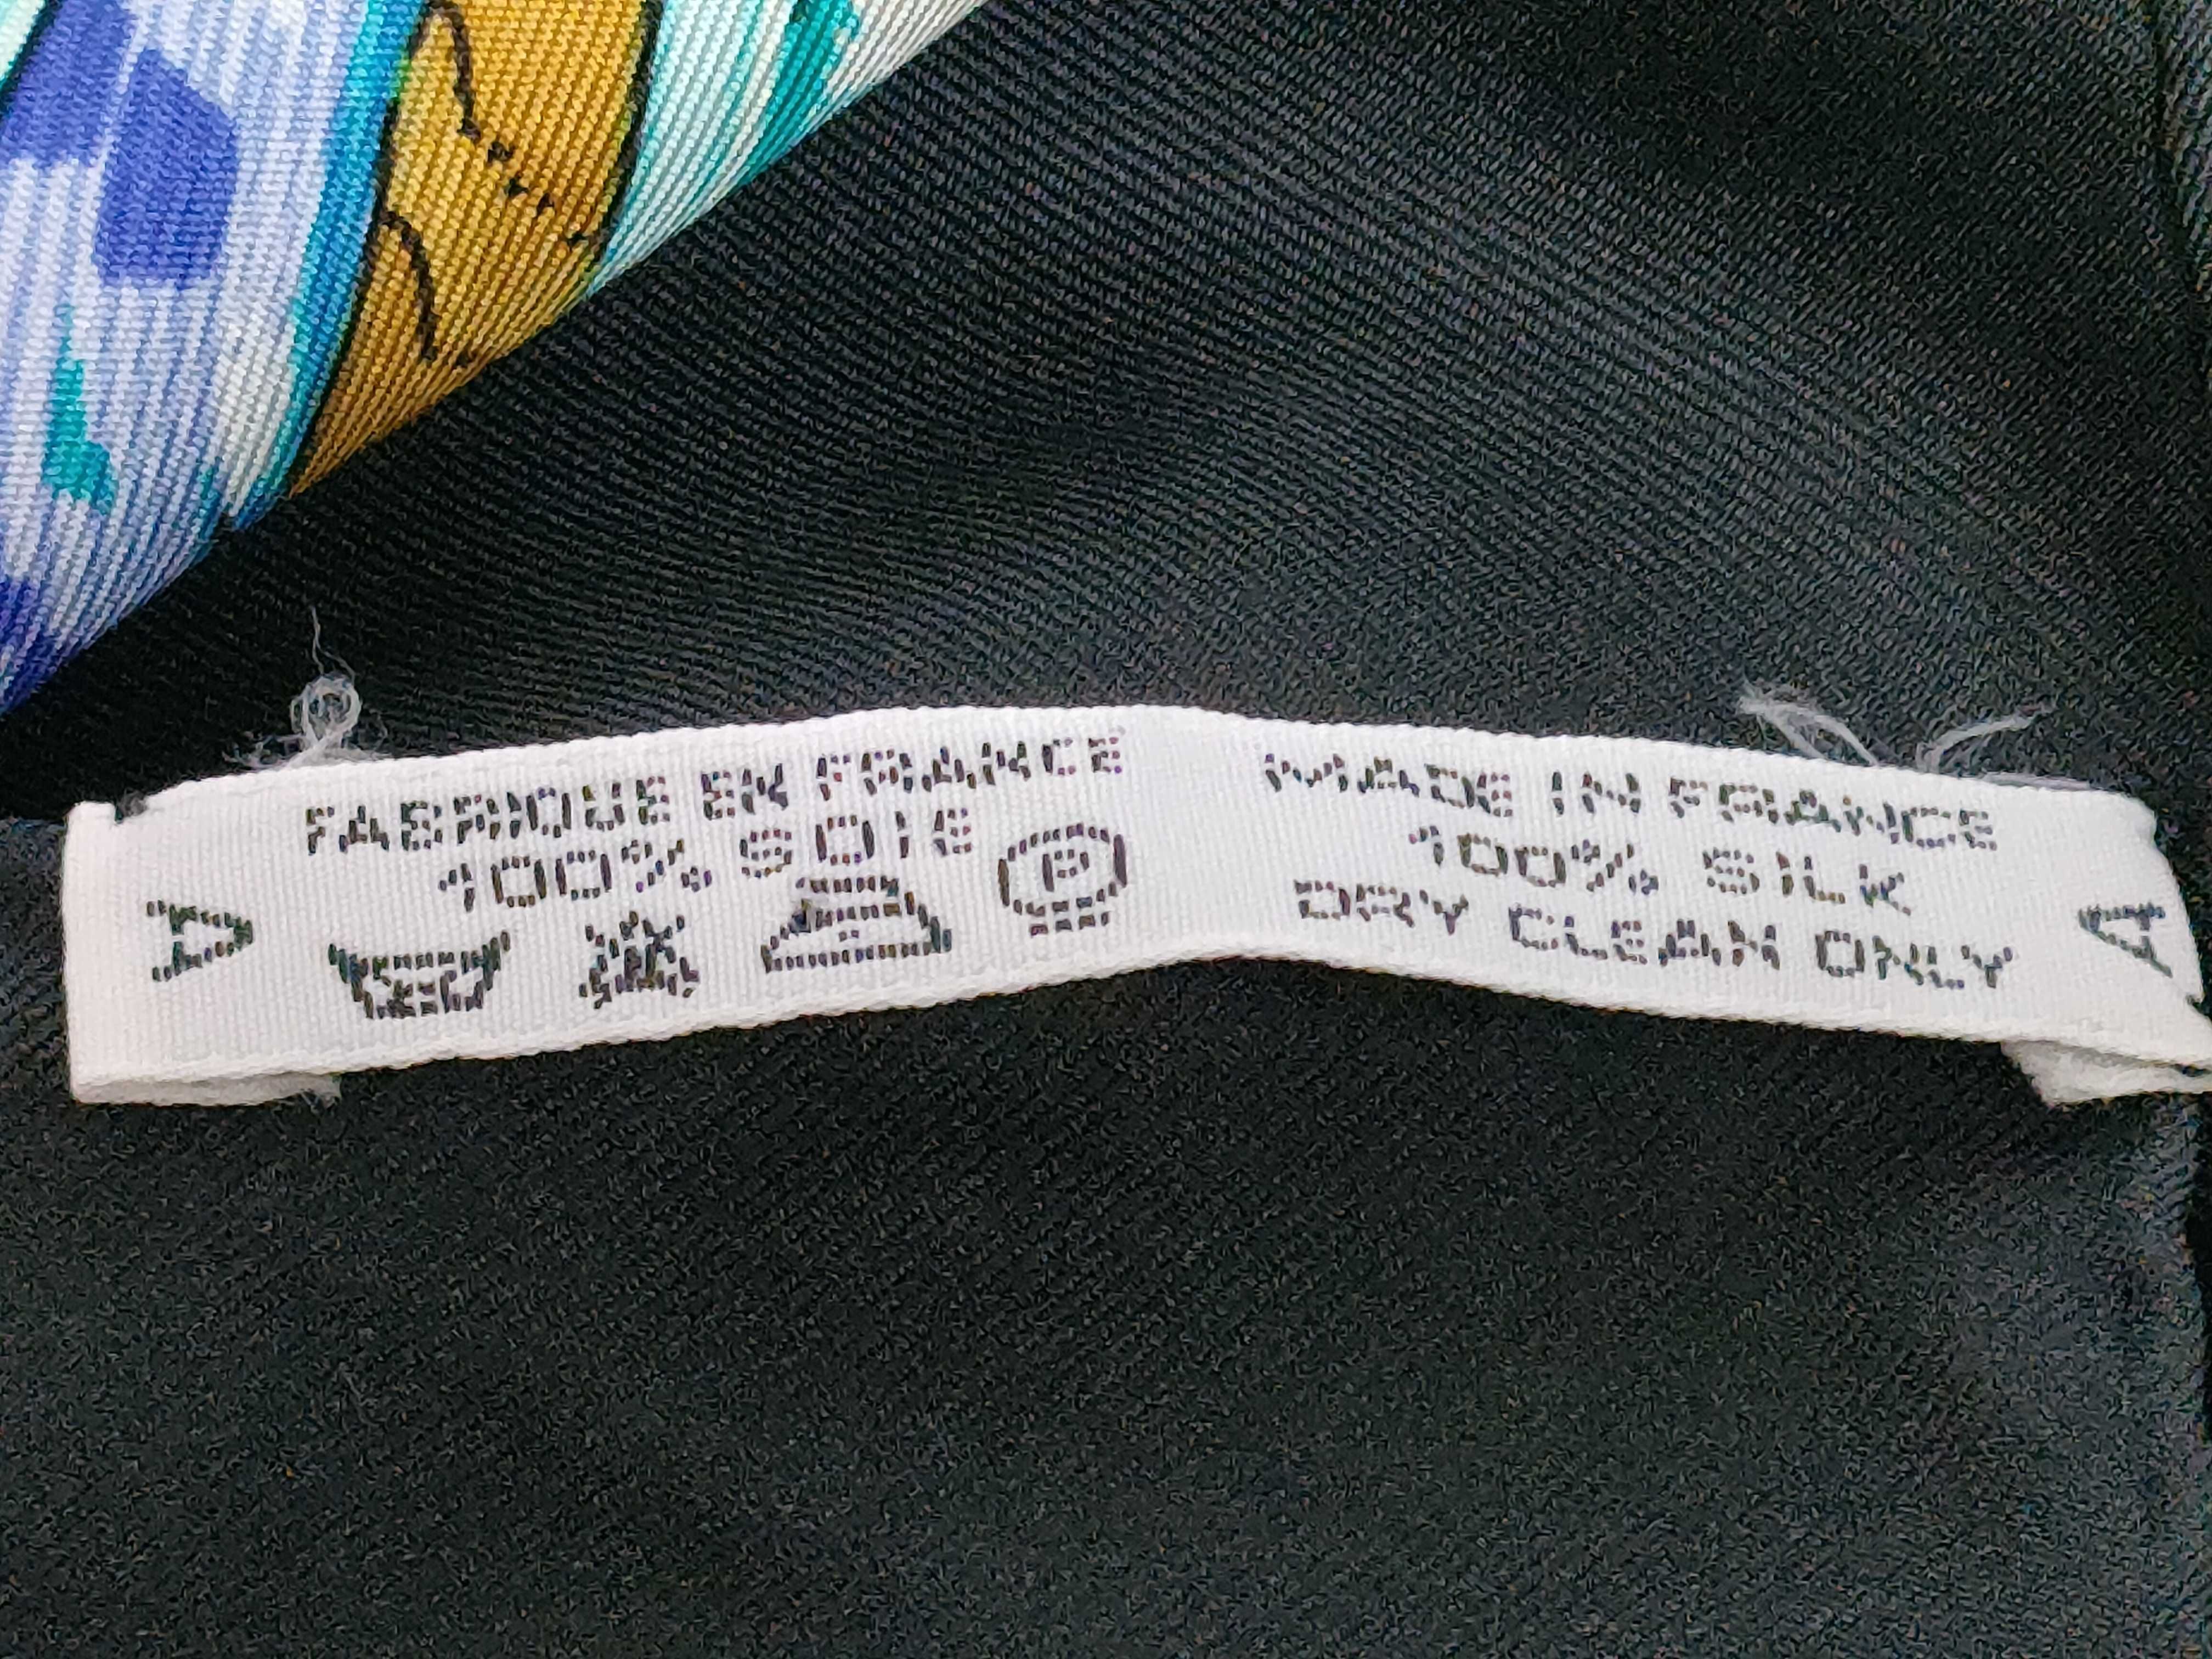 FABRIQUE EN FRANCE
100% SOIE
A
P
MADE IN FRANCE
100% SILK
DRY CLEAN ONLY
A